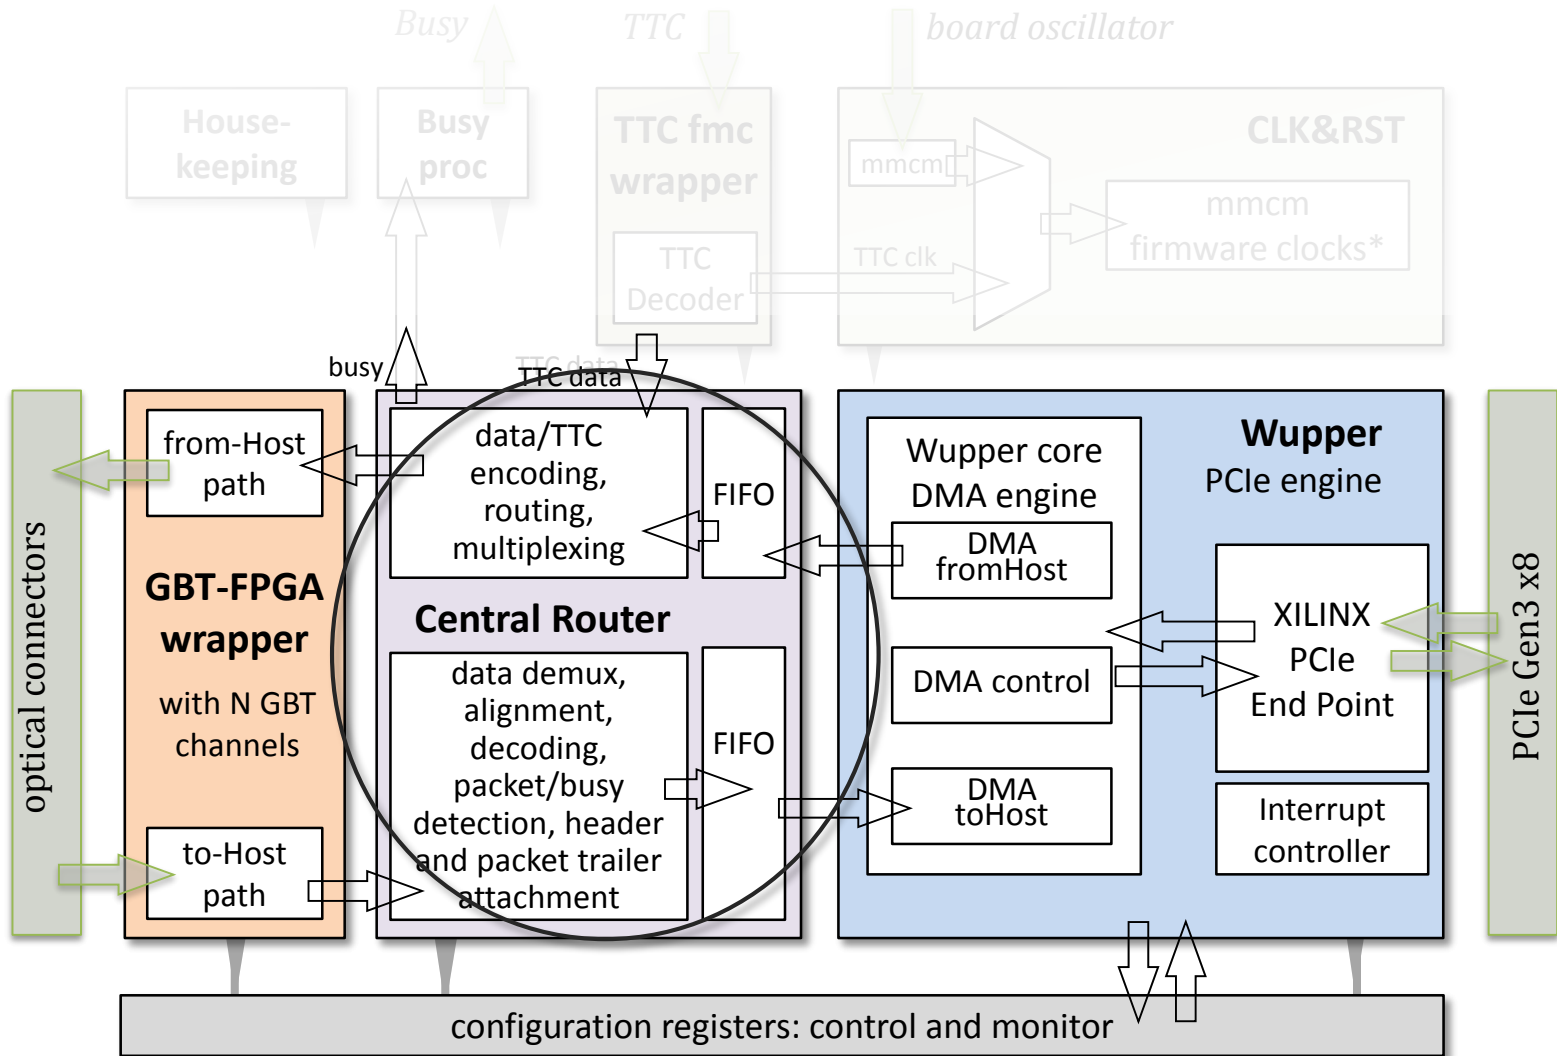 Busy
TTC
board oscillator
House-
keeping
Busy
proc
TTC fmc
wrapper
CLK&RST
mmcm
mmcm
firmware clocks*
TTC
Decoder
TTC clk
busy
TTC data
TTC data
optical connectors
from-Host
path
GBT-FPGA
wrapper
with N GBT
channels
to-Host
path
data/TTC
encoding,
routing,
multiplexing
FIFO
Central Router
data demux,
alignment,
decoding,
packet/busy
detection, header
and packet trailer
attachment
FIFO
Wupper core
DMA engine
DMA
fromHost
DMA control
DMA
toHost
Wupper
PCIe engine
XILINX
PCIe
End Point
Interrupt
controller
PCIe Gen3 x8
configuration registers: control and monitor